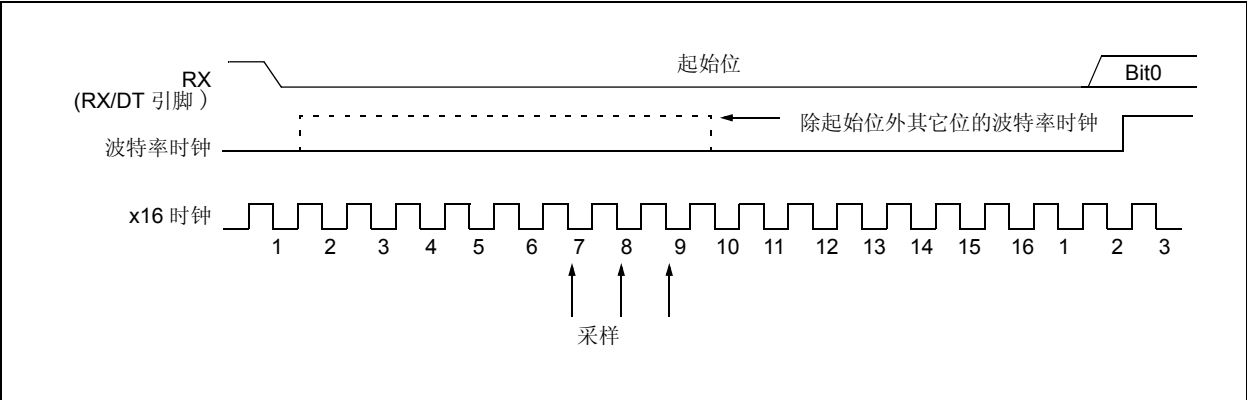 起始位
RX
Bit0
(RX/DT 引脚 )
除起始位外其它位的波特率时钟
波特率时钟
x16 时钟
1 2 3 4 5 6 7 8 9 10 11 12 13 14 15 16 1 2 3
采样